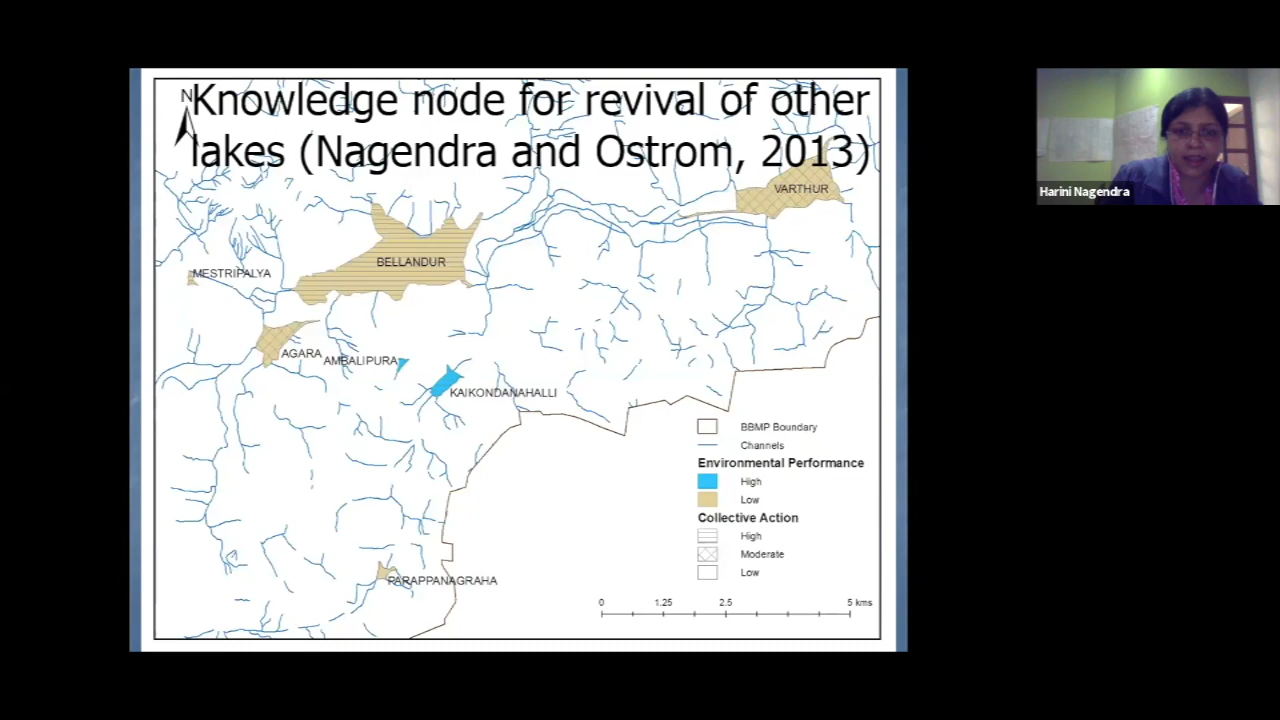 N
Knowledge node for revival of other
lakes (Nagendra and Ostrom, 2013)
Harini Nagendra
VARTHUR
BELLANDUR
MESTRIPALYA
AGARA
AMBALIPURA
KAIKONDANAHALLI
PARAPPANAGRAHA
BBMP Boundary
Channels
Environmental Performance
High
Low
Collective Action
High
Moderate
Low
0 1.25 2.5 5 kms